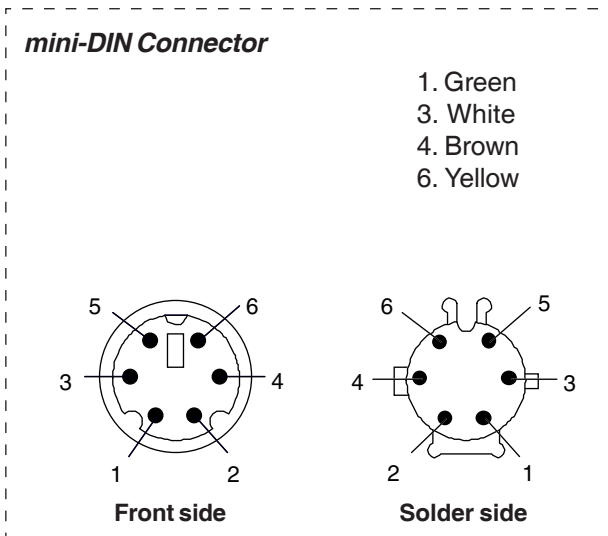 mini-DIN Connector
1. Green
3. White
4. Brown
6. Yellow
5 6
3 4
1 2
Front side
6 5
4 3
2 1
Solder side